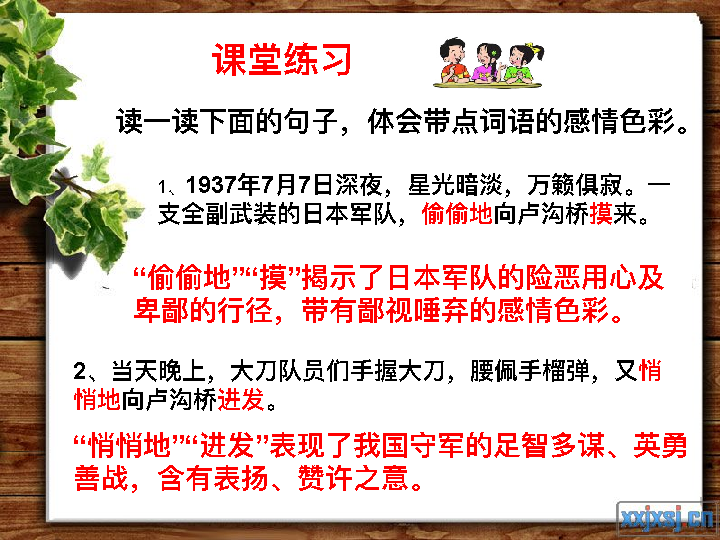 课堂练习
读一读下面的句子，体会带点词语的感情色彩。
1、1937年7月7日深夜，星光暗淡，万籁俱寂。一
支全副武装的日本军队，偷偷地向卢沟桥摸来。
“偷偷地”“摸”揭示了日本军队的险恶用心及
卑鄙的行径，带有鄙视唾弃的感情色彩。
2、当天晚上，大刀队员们手握大刀，腰佩手榴弹，又悄
悄地向卢沟桥进发。
“悄悄地”“进发”表现了我国守军的足智多谋、英勇
善战，含有表扬、赞许之意。
xxjxsj.cn